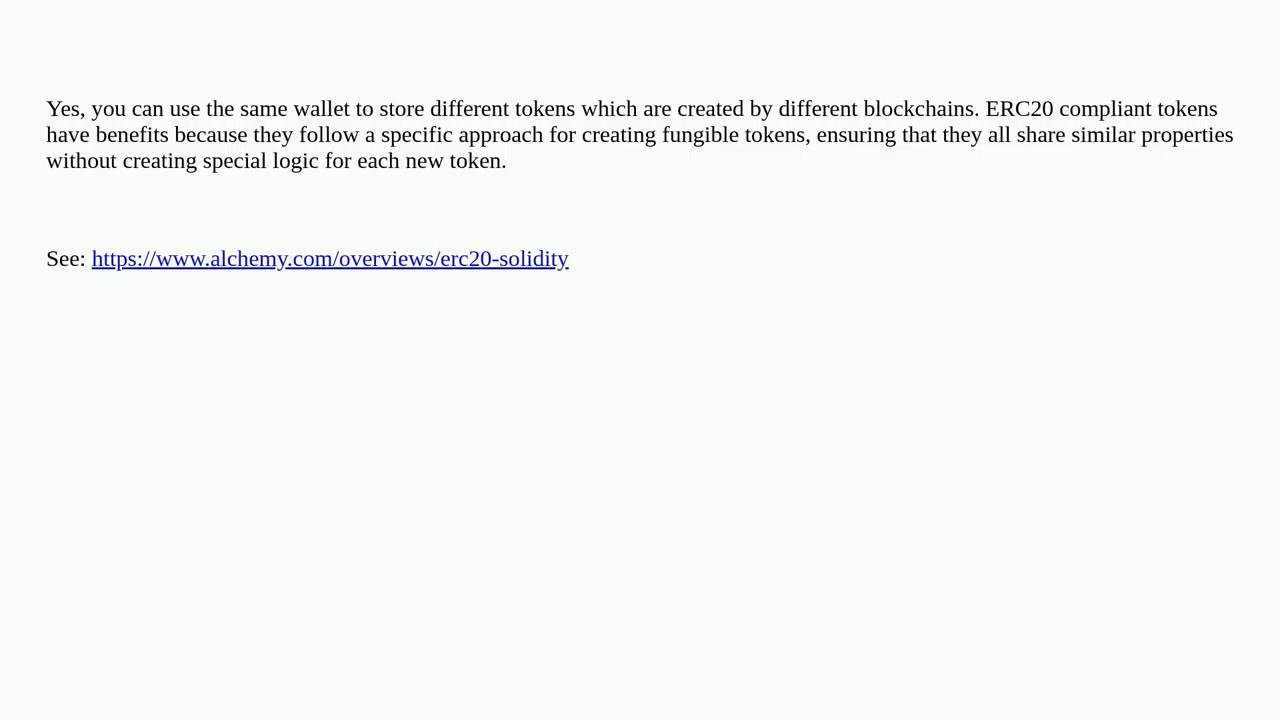 Yes, you can use the same wallet to store different tokens which are created by different blockchains. ERC20 compliant tokens
have benefits because they follow a specific approach for creating fungible tokens, ensuring that they all share similar properties
without creating special logic for each new token.
See: https://www.alchemy.com/overviews/erc20-solidity